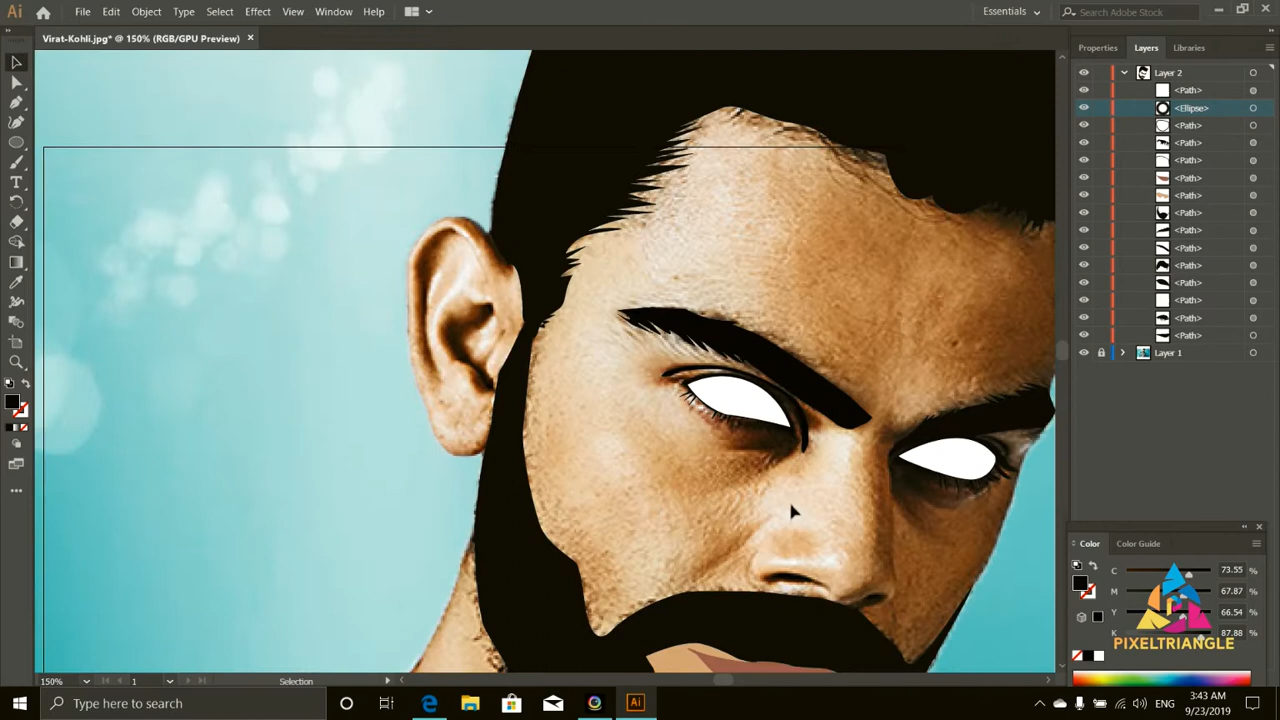 Ai
File Edit Object Type Select Effect View Window Help
Essentials
Search Adobe Stock
Virat-Kohli.jpg* @ 150% (RGB/GPU Preview)
Properties Layers Libraries
Layer 2
<Path>
<Ellipse>
<Path>
<Path>
<Path>
<Path>
<Path>
<Path>
<Path>
<Path>
<Path>
<Path>
<Path>
<Path>
<Path>
Layer 1
Color Color Guide
C 73.55 %
M 67.87 %
Y 66.54 %
K 87.88 %
PIXELTRIANGLE
150% 1 Selection
Type here to search
Ai
ENG
3:43 AM
9/23/2019